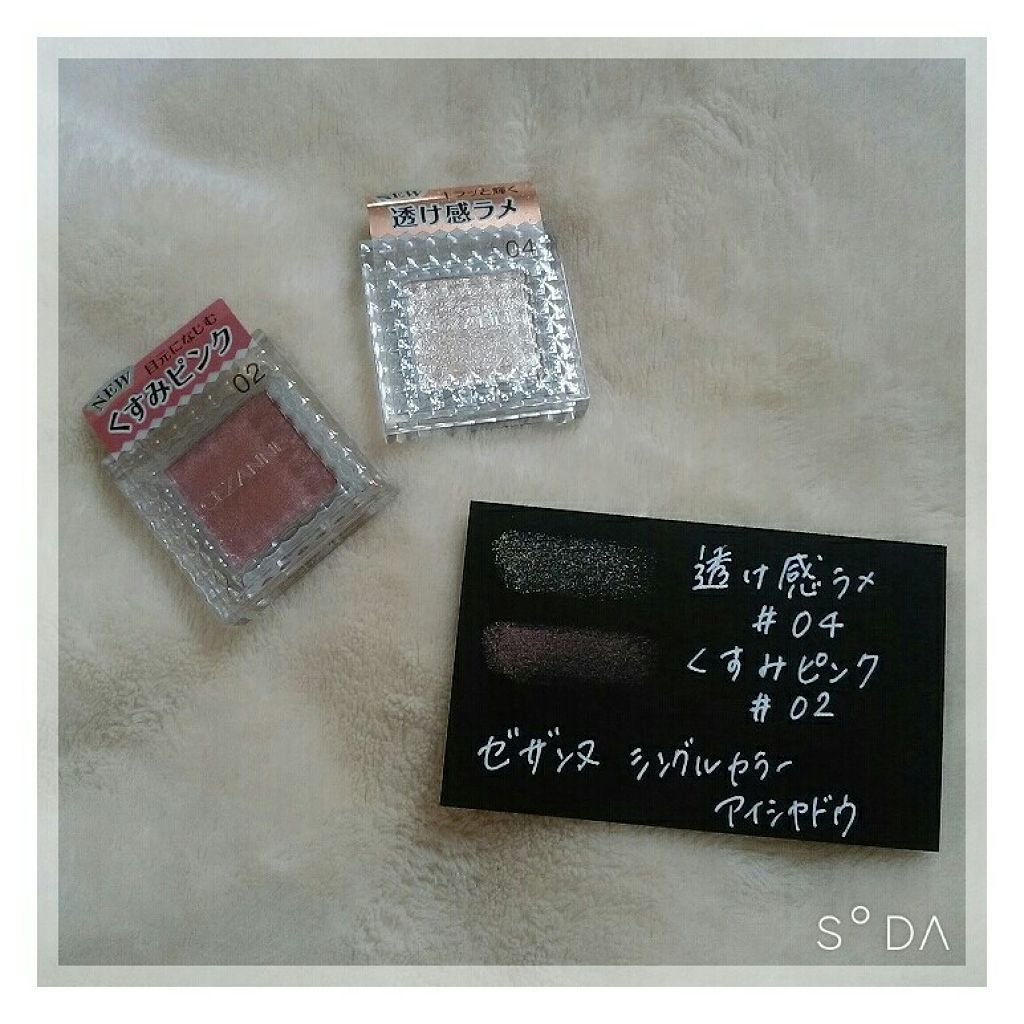 NEW
キラッと輝く
透け感ラメ
04
NEW 目元になじむ
くすみピンク
02
CEZANNE
透け感ラメ
#04
くすみピンク
#02
セザンヌ シングルカラー
アイシャドウ
S°DA